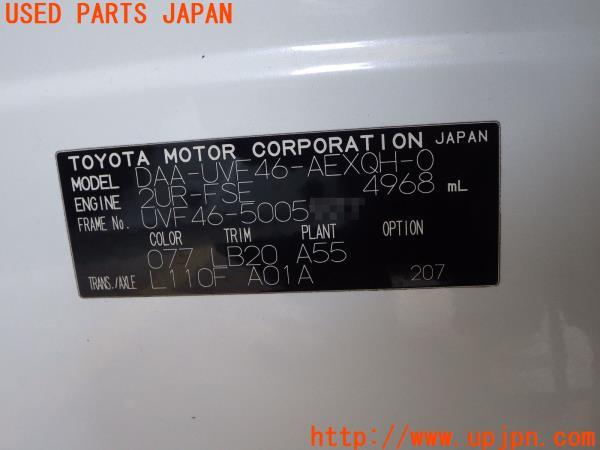 USED PARTS JAPAN
TOYOTA MOTOR CORPORATION JAPAN
MODEL DAA-UVF46-AEXQH-O
ENGINE 2UR-FSE 4968 mL
FRAME No. UVF46-5005
COLOR TRIM PLANT OPTION
077 LB20 A55
TRANS./AXLE L110F A01A 207
http://www.upjpn.com/